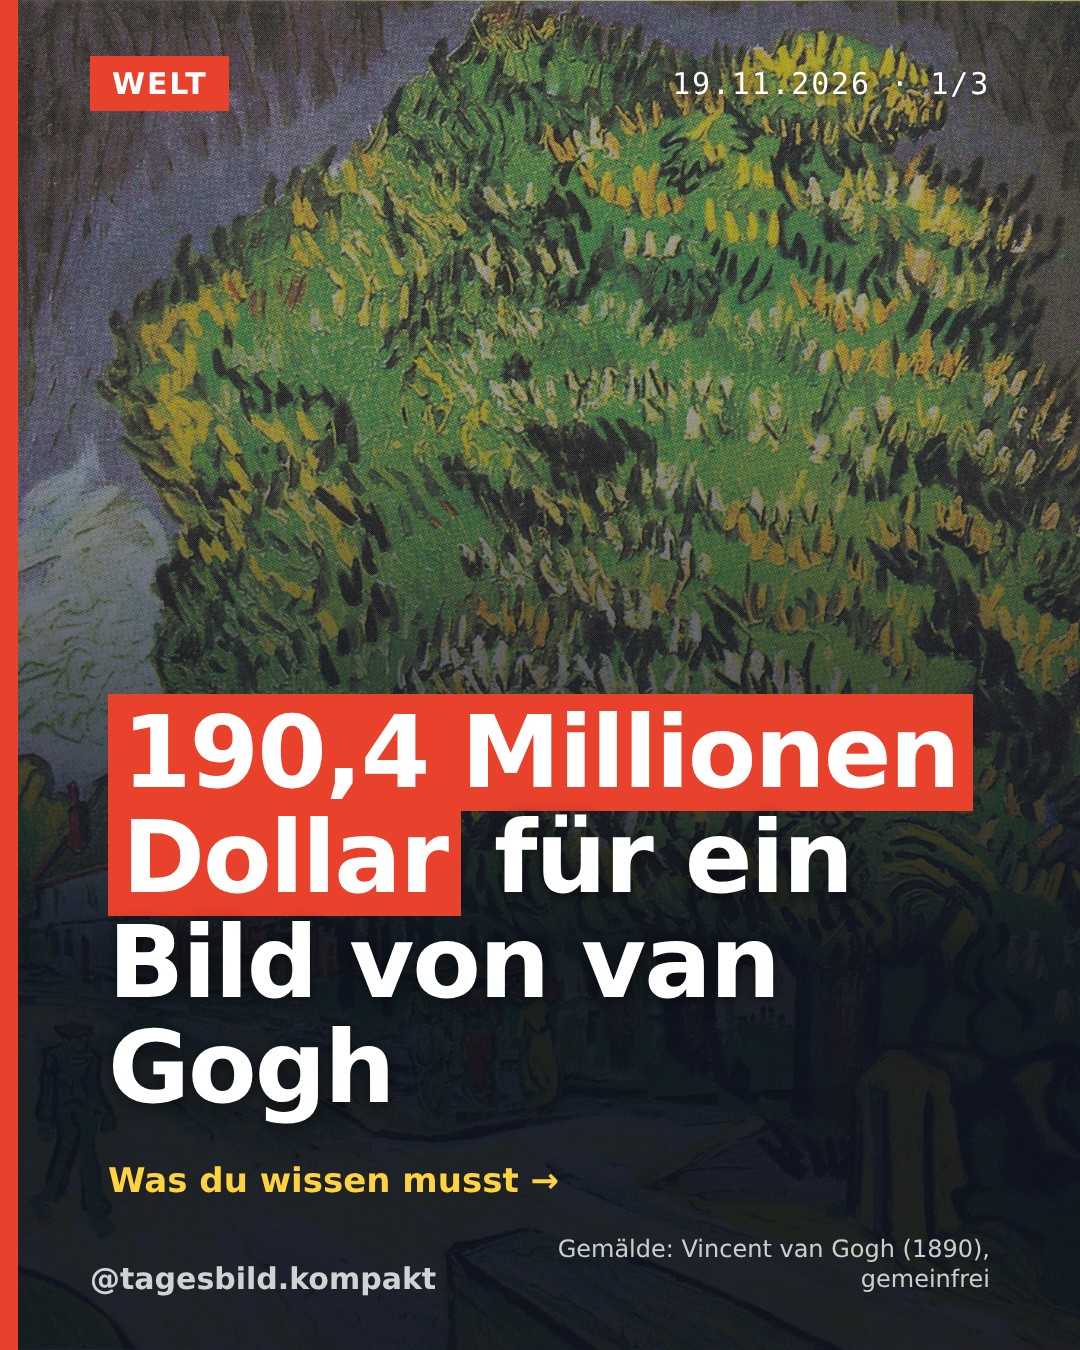 WELT
19.11.2026 · 1/3
190,4 Millionen
Dollar für ein
Bild von van
Gogh
Was du wissen musst →
@tagesbild.kompakt
Gemälde: Vincent van Gogh (1890),
gemeinfrei